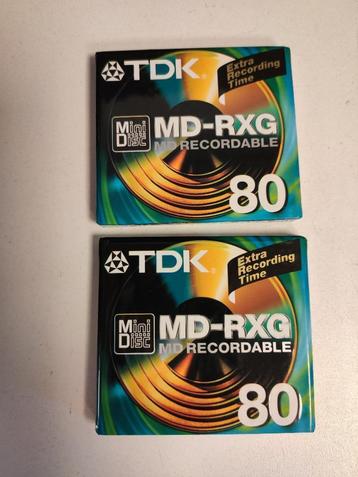 TDK
Extra
Recording
Time
Mini
Disc
MD-RXG
MD RECORDABLE
80
TDK
Extra
Recording
Time
Mini
Disc
MD-RXG
MD RECORDABLE
80